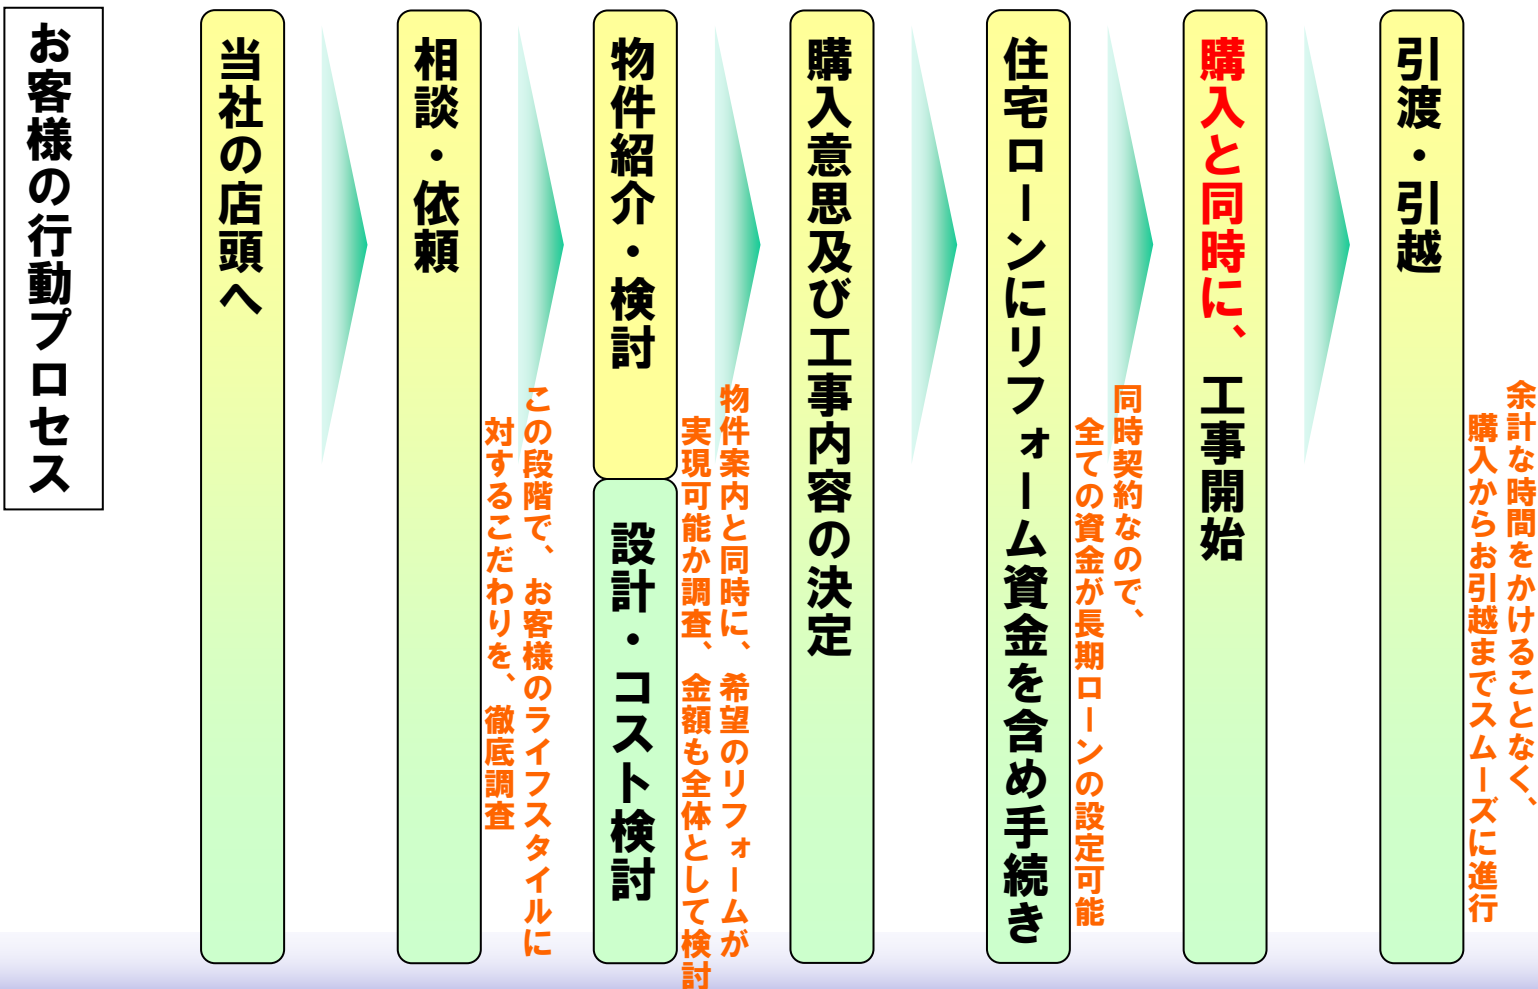 お客様の行動プロセス
当社の店頭へ
相談・依頼
この段階で、お客様のライフスタイルに
対するこだわりを、徹底調査
物件紹介・検討
設計・コスト検討
物件案内と同時に、希望のリフォームが
実現可能か調査、金額も全体として検討
購入意思及び工事内容の決定
住宅ローンにリフォーム資金を含め手続き
同時契約なので、
全ての資金が長期ローンの設定可能
購入と同時に、工事開始
引渡・引越
余計な時間をかけることなく、
購入からお引越までスムーズに進行